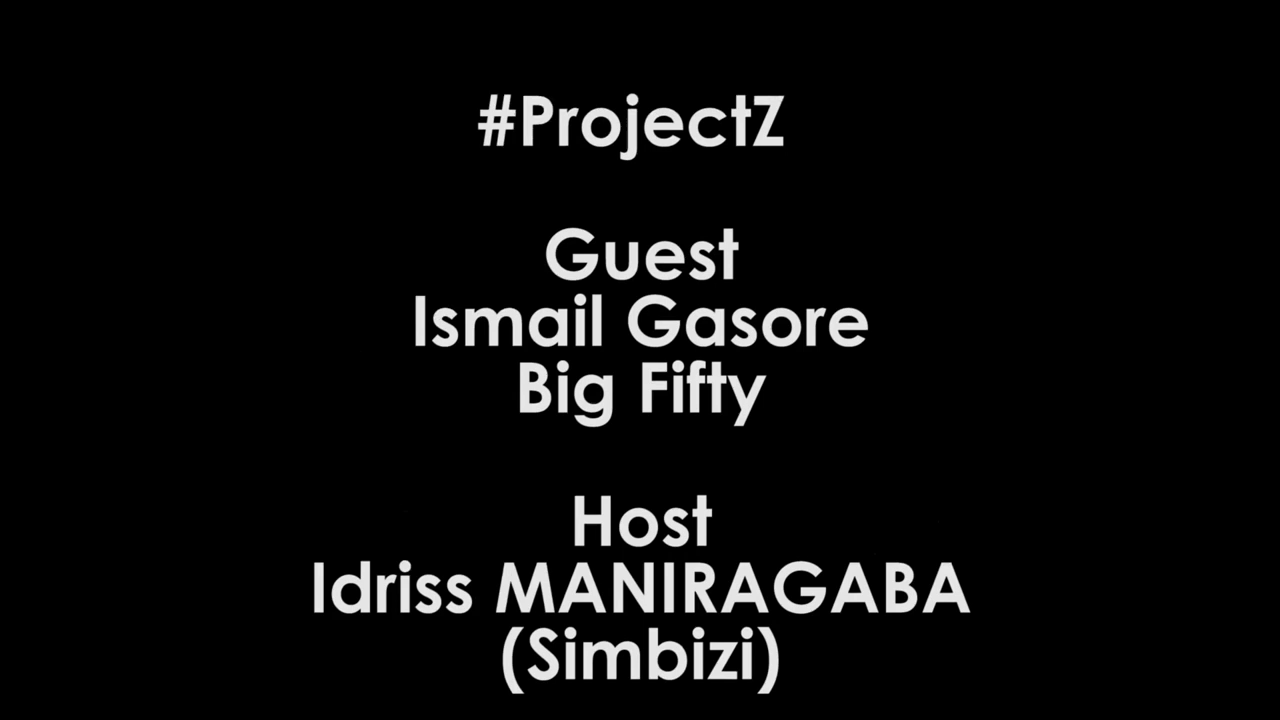 #ProjectZ
Guest
Ismail Gasore
Big Fifty
Host
Idriss MANIRAGABA
(Simbizi)